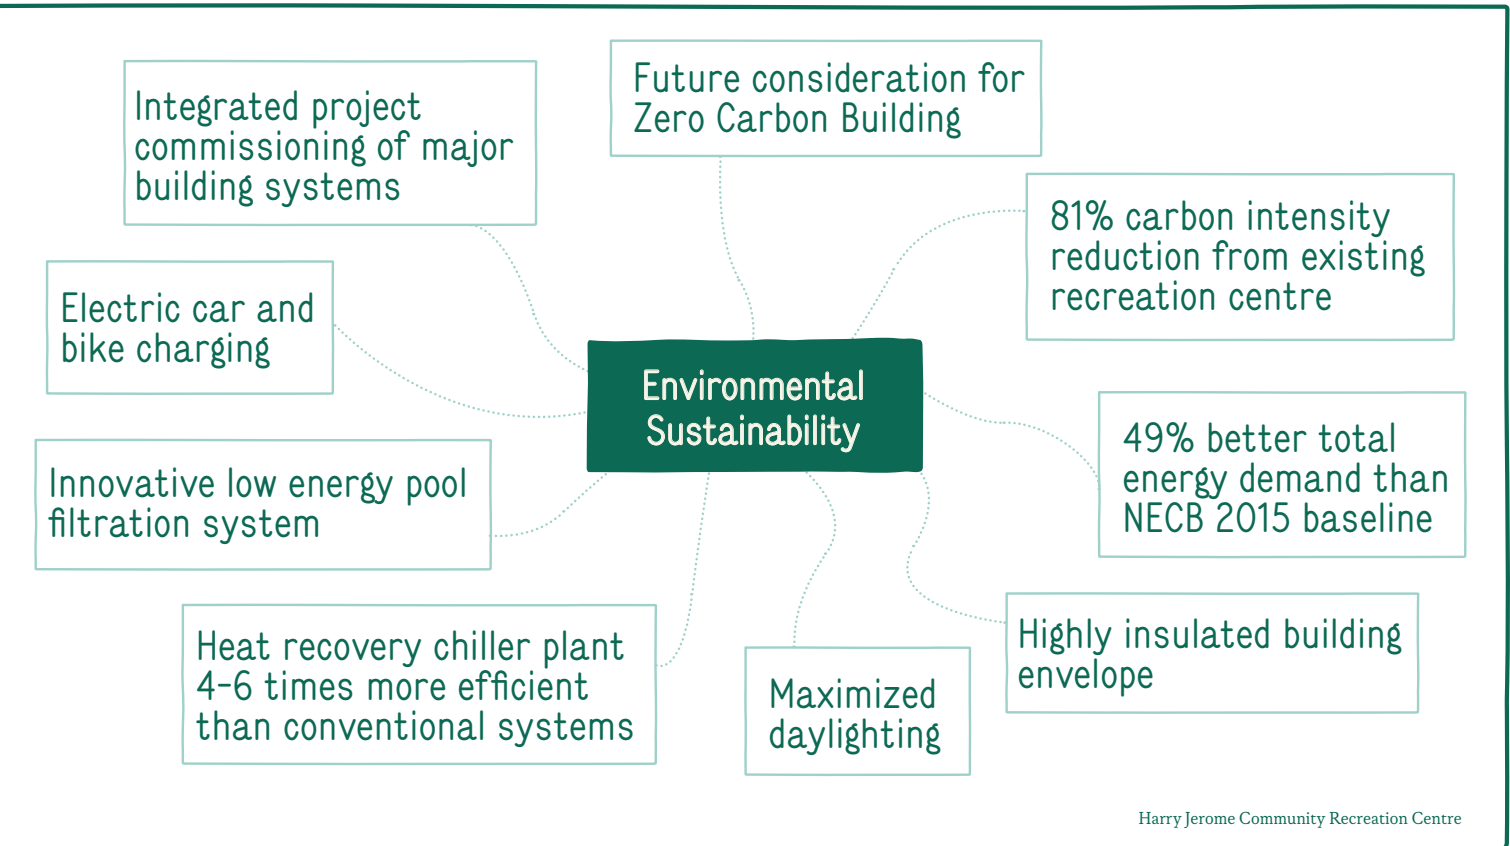 Integrated project
commissioning of major
building systems
Future consideration for
Zero Carbon Building
81% carbon intensity
reduction from existing
recreation centre
Electric car and
bike charging
Environmental
Sustainability
49% better total
energy demand than
NECB 2015 baseline
Innovative low energy pool
filtration system
Heat recovery chiller plant
4-6 times more efficient
than conventional systems
Maximized
daylighting
Highly insulated building
envelope
Harry Jerome Community Recreation Centre